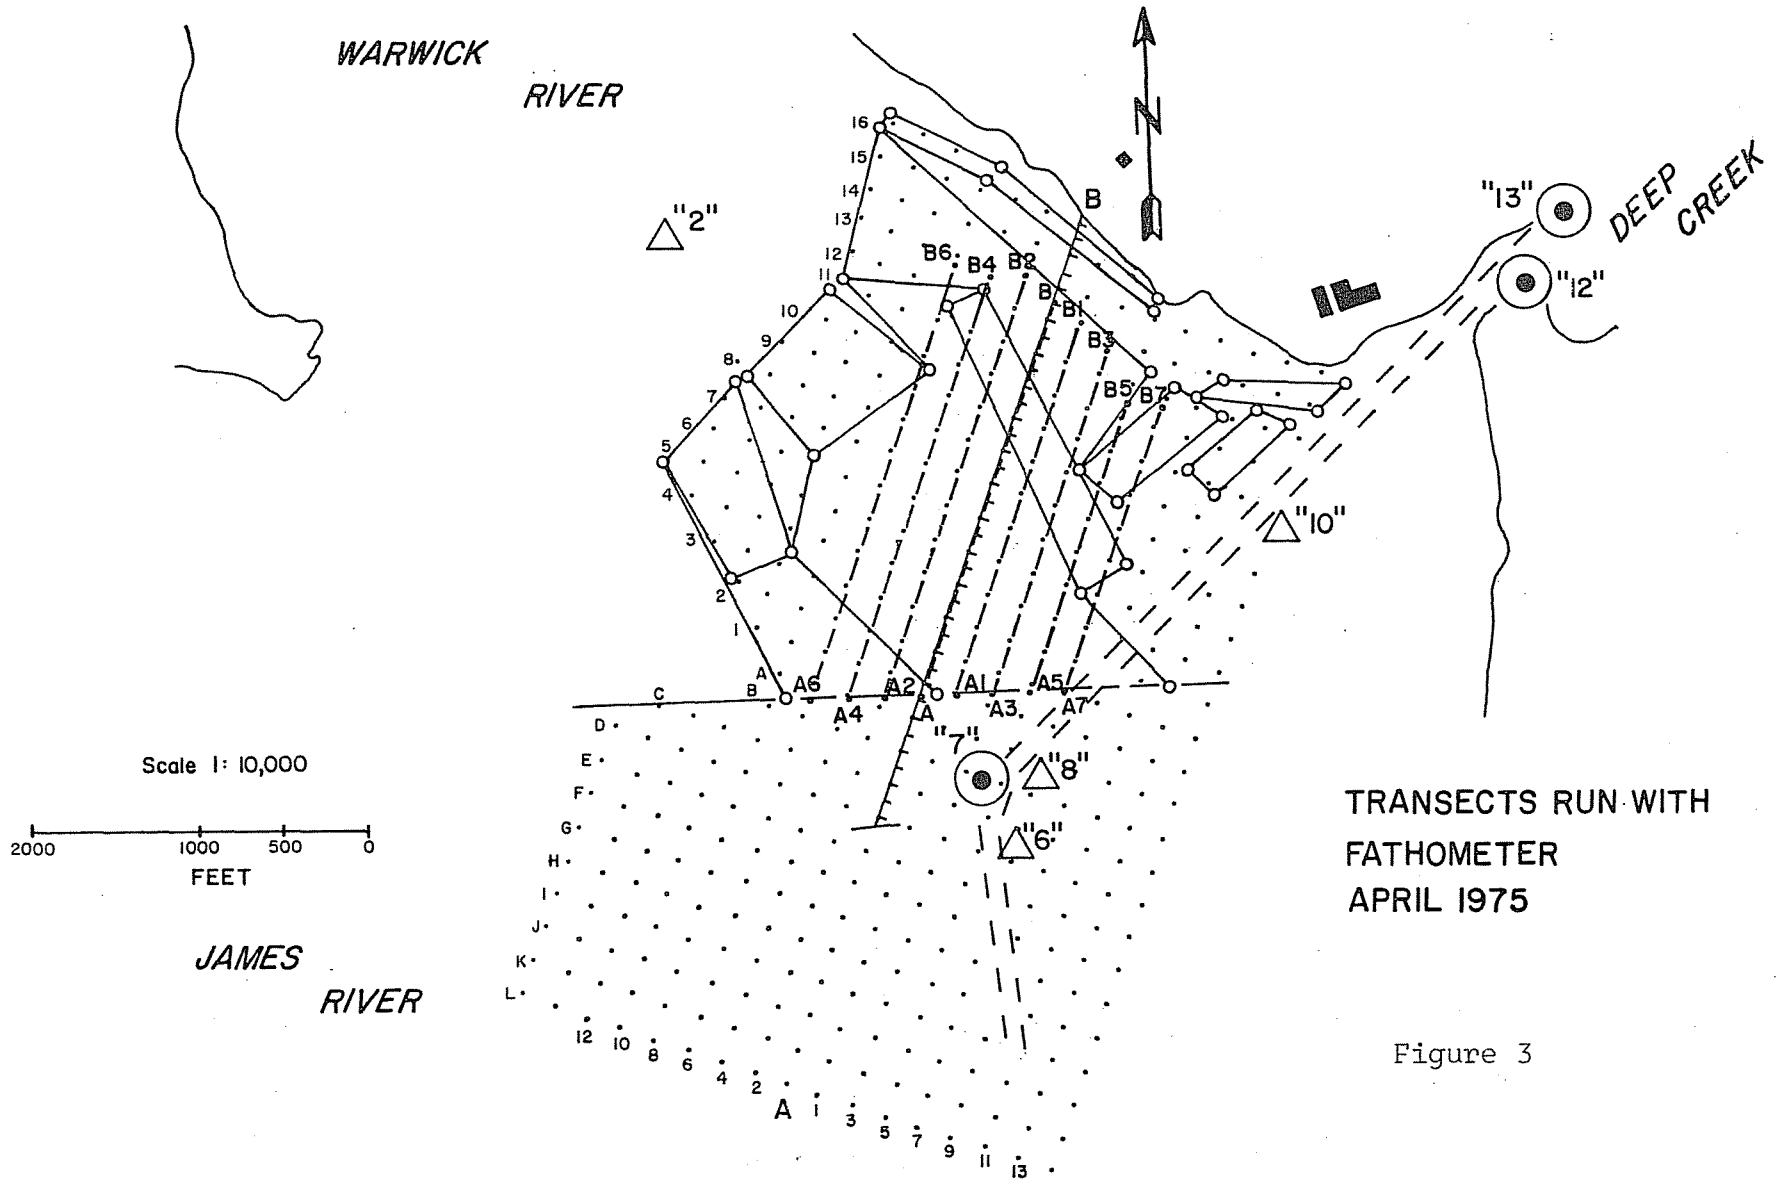 WARWICK
RIVER
N
DEEP
CREEK
"13"
"12"
"2"
"10"
16
15
14
13
12
11
10
9
8
7
6
5
4
3
2
1
A
B
C
D
E
F
G
H
I
J
K
L
B
B6
B4
B2
B
B1
B3
B5
B7
A6
A4
A2
A
A1
A3
A5
A7
"7"
"8"
"6"
Scale 1: 10,000
2000 1000 500 0
FEET
JAMES
RIVER
TRANSECTS RUN WITH
FATHOMETER
APRIL 1975
Figure 3
12 10 8 6 4 2 A 1 3 5 7 9 11 13